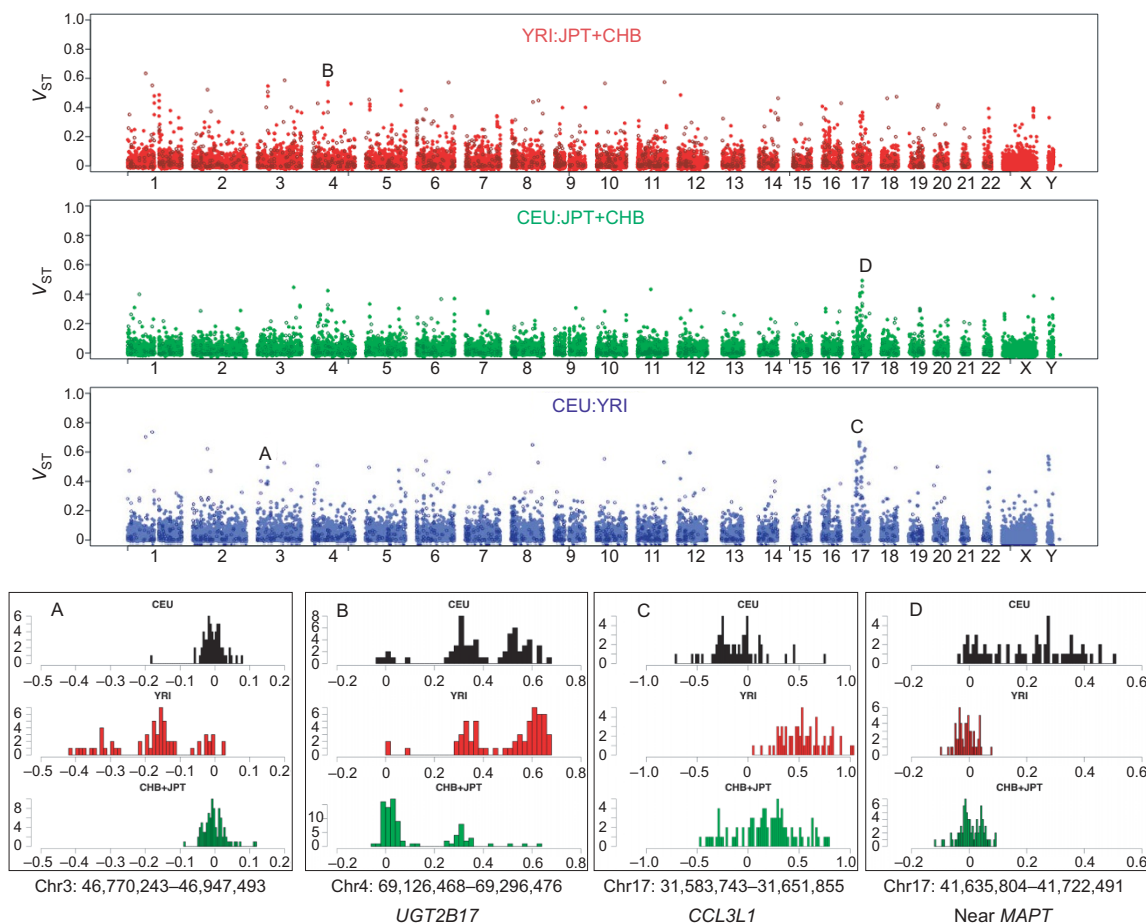 YRI:JPT+CHB
B
V_ST
1.0
0.8
0.6
0.4
0.2
0
1 2 3 4 5 6 7 8 9 10 11 12 13 14 15 16 17 18 19 20 21 22 X Y
CEU:JPT+CHB
D
V_ST
1.0
0.8
0.6
0.4
0.2
0
1 2 3 4 5 6 7 8 9 10 11 12 13 14 15 16 17 18 19 20 21 22 X Y
CEU:YRI
A
C
V_ST
1.0
0.8
0.6
0.4
0.2
0
1 2 3 4 5 6 7 8 9 10 11 12 13 14 15 16 17 18 19 20 21 22 X Y
A
CEU
6
5
4
3
2
1
0
−0.5 −0.4 −0.3 −0.2 −0.1 0 0.1 0.2
YRI
6
5
4
3
2
1
0
−0.5 −0.4 −0.3 −0.2 −0.1 0 0.1 0.2
CHB+JPT
8
6
4
2
0
−0.5 −0.4 −0.3 −0.2 −0.1 0 0.1 0.2
Chr3: 46,770,243–46,947,493
B
CEU
8
6
4
2
0
−0.2 0 0.2 0.4 0.6 0.8
YRI
6
5
4
3
2
1
0
−0.2 0 0.2 0.4 0.6 0.8
CHB+JPT
10
5
0
−0.2 0 0.2 0.4 0.6 0.8
Chr4: 69,126,468–69,296,476
UGT2B17
C
CEU
4
2
0
−1.0 −0.5 0 0.5 1.0
YRI
4
2
0
−1.0 −0.5 0 0.5 1.0
CHB+JPT
4
2
0
−1.0 −0.5 0 0.5 1.0
Chr17: 31,583,743–31,651,855
CCL3L1
D
CEU
4
2
0
−0.2 0 0.2 0.4 0.6
YRI
5
4
3
2
1
0
−0.2 0 0.2 0.4 0.6
CHB+JPT
6
4
2
0
−0.2 0 0.2 0.4 0.6
Chr17: 41,635,804–41,722,491
Near MAPT